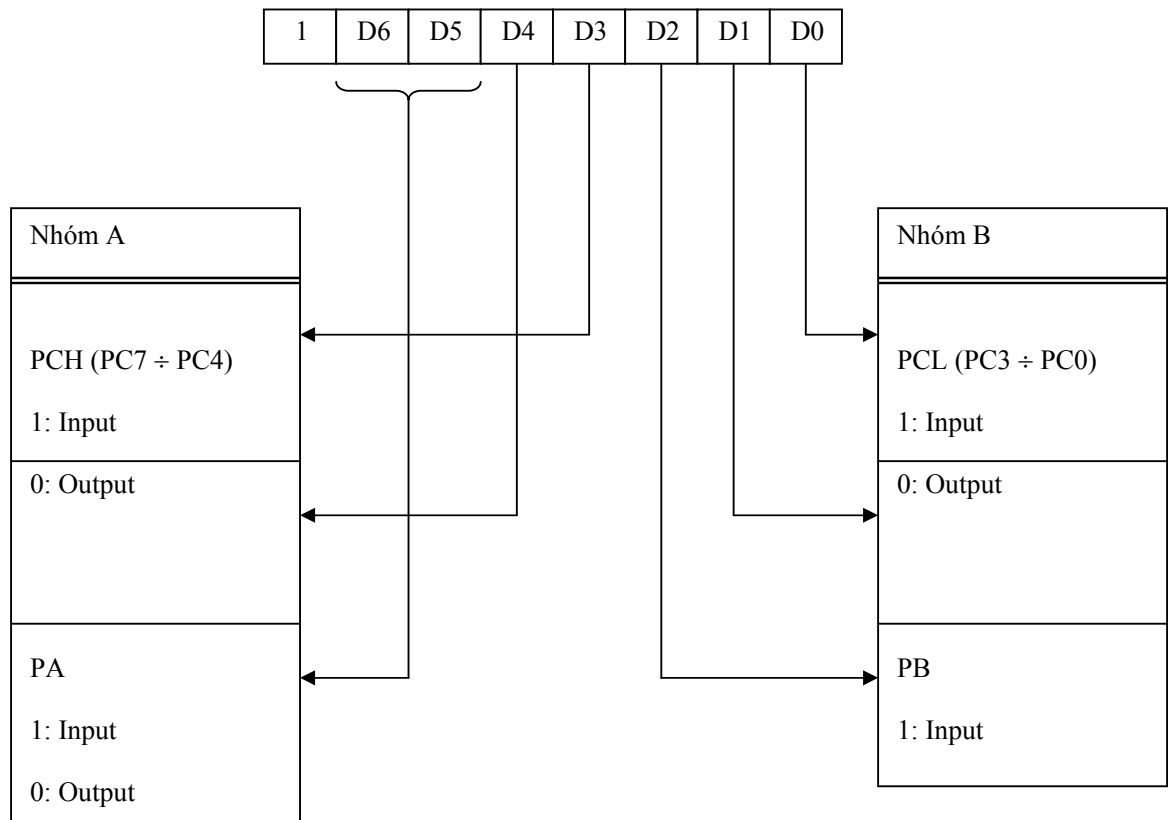 1 D6 D5 D4 D3 D2 D1 D0
Nhóm A
PCH (PC7 ÷ PC4)
1: Input
0: Output
PA
1: Input
0: Output
Nhóm B
PCL (PC3 ÷ PC0)
1: Input
0: Output
PB
1: Input